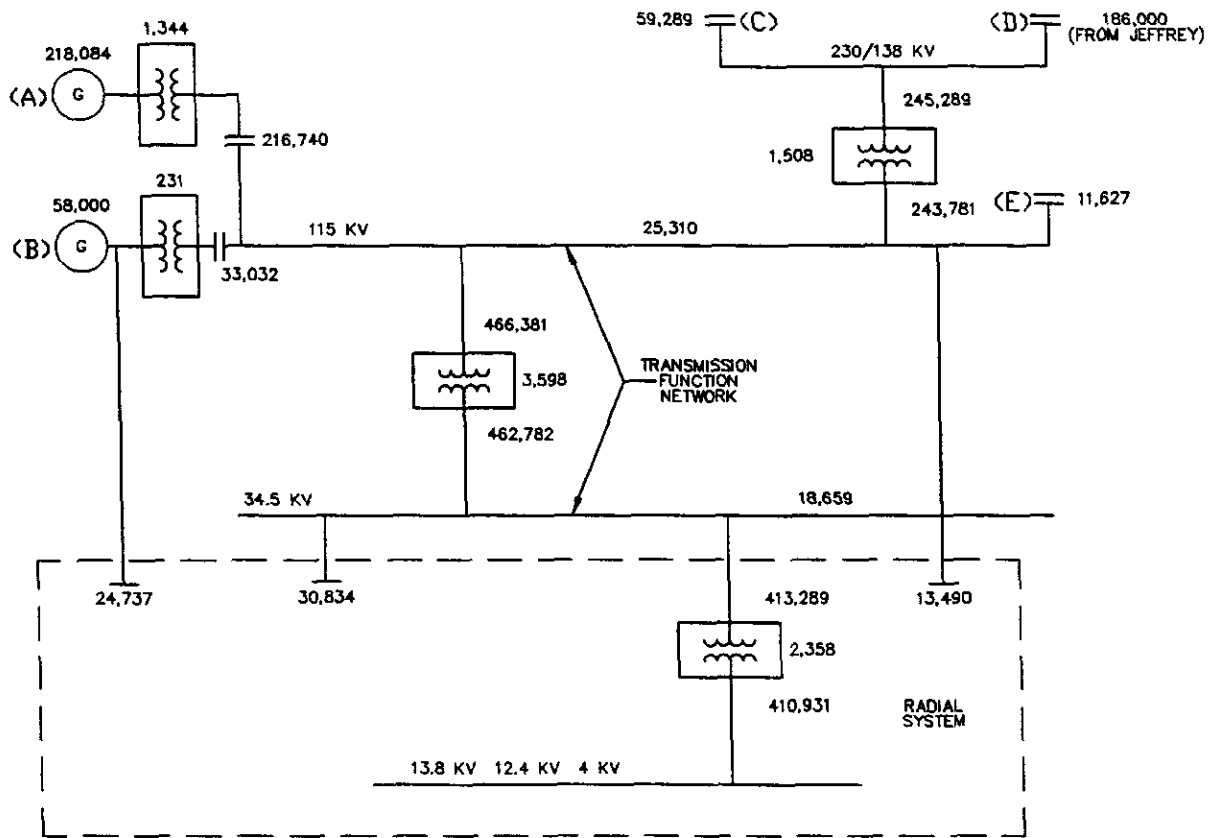 1,344
218,084
(A)
G
216,740
231
58,000
(B)
G
33,032
59,289
(C)
(D)
186,000
(FROM JEFFREY)
230/138 KV
245,289
1,508
243,781
(E)
11,627
115 KV
25,310
466,381
3,598
462,782
TRANSMISSION
FUNCTION
NETWORK
34.5 KV
18,659
24,737
30,834
413,289
13,490
2,358
410,931
RADIAL
SYSTEM
13.8 KV 12.4 KV 4 KV